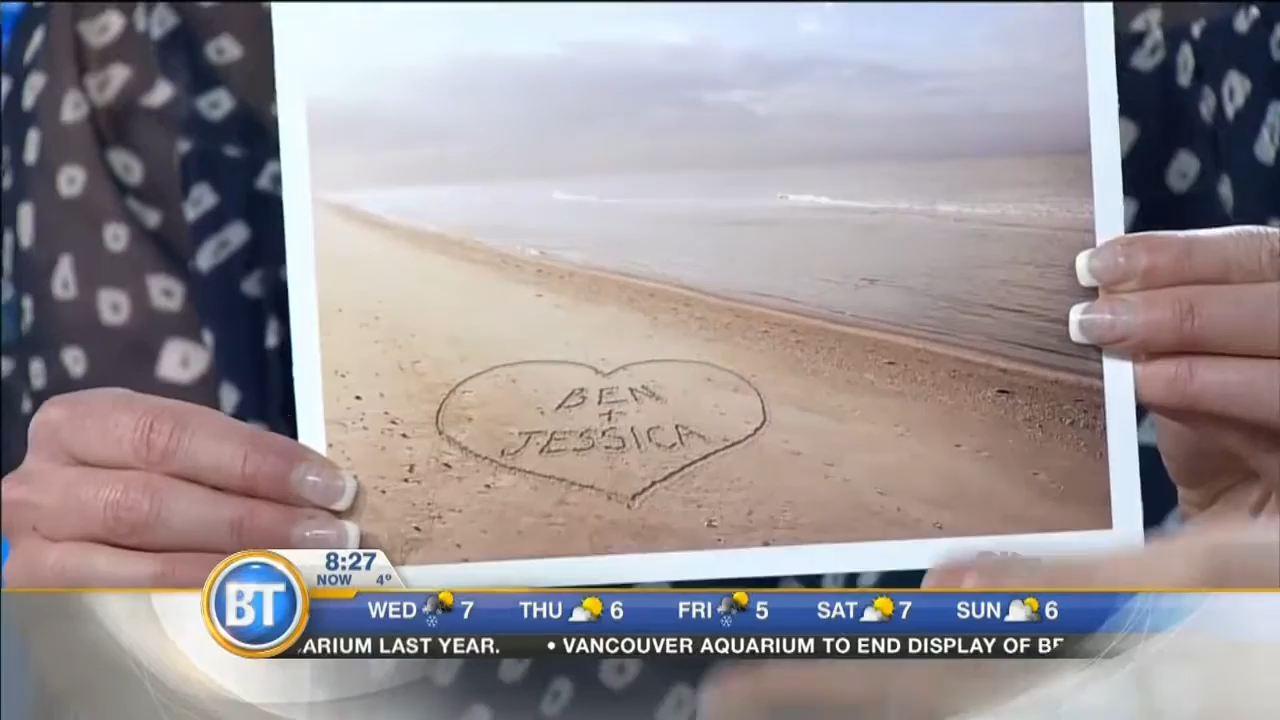 BEN
+
JESSICA
8:27
NOW 4°
BT
WED 7 THU 6 FRI 5 SAT 7 SUN 6
ARIUM LAST YEAR. • VANCOUVER AQUARIUM TO END DISPLAY OF